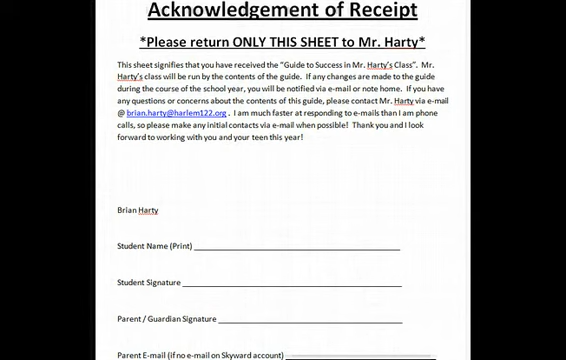 Acknowledgement of Receipt
*Please return ONLY THIS SHEET to Mr. Harty*
This sheet signifies that you have received the “Guide to Success in Mr. Harty’s Class”. Mr.
Harty’s class will be run by the contents of the guide. If any changes are made to the guide
during the course of the school year, you will be notified via e-mail or note home. If you have
any questions or concerns about the contents of this guide, please contact Mr. Harty via e-mail
@ brian.harty@harlem122.org . I am much faster at responding to e-mails than I am phone
calls, so please make any initial contacts via e-mail when possible! Thank you and I look
forward to working with you and your teen this year!
Brian Harty
Student Name (Print) ______________________________
Student Signature ______________________________
Parent / Guardian Signature ______________________________
Parent E-mail (if no e-mail on Skyward account) ______________________________